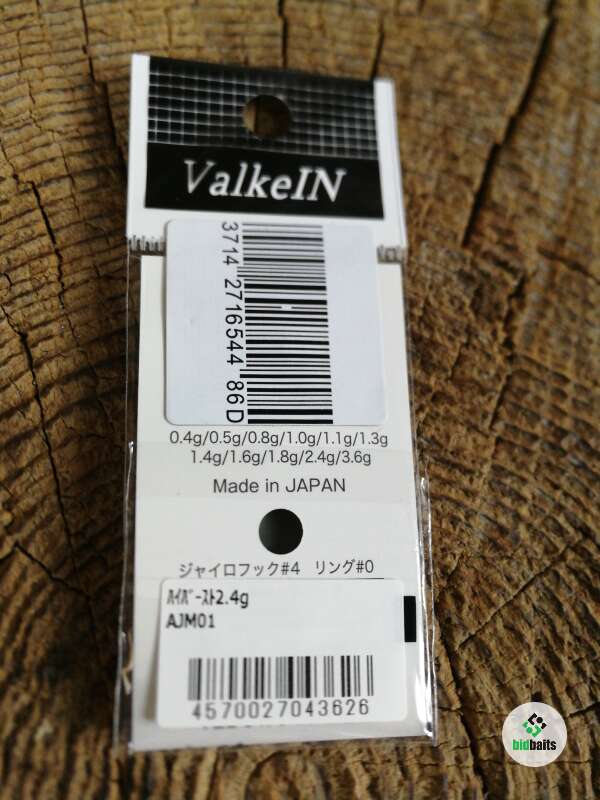 ValkeIN
3714 2716544 86D
0.4g/0.5g/0.8g/1.0g/1.1g/1.3g
1.4g/1.6g/1.8g/2.4g/3.6g
Made in JAPAN
ジャイロフック#4 リング#0
ﾊｲﾊﾞｰｽﾄ2.4g
AJM01
4570027043626
bidbaits